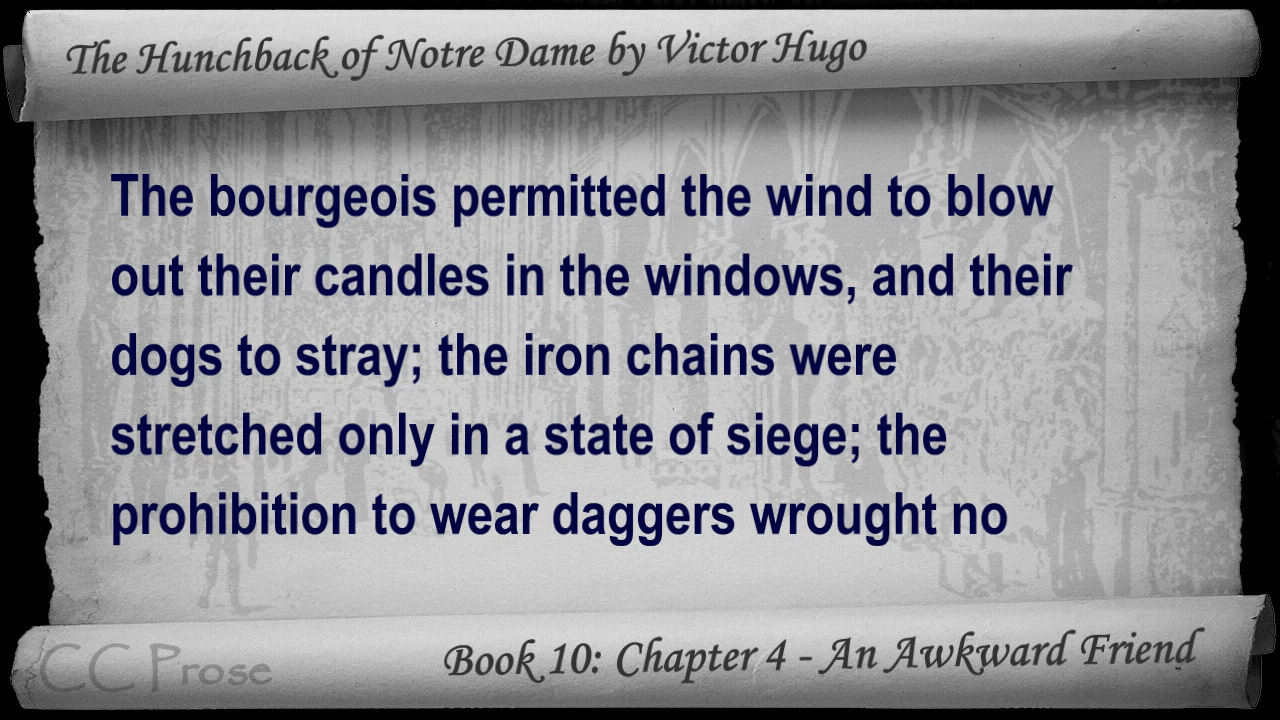 The Hunchback of Notre Dame by Victor Hugo
The bourgeois permitted the wind to blow
out their candles in the windows, and their
dogs to stray; the iron chains were
stretched only in a state of siege; the
prohibition to wear daggers wrought no
CC Prose
Book 10: Chapter 4 - An Awkward Friend